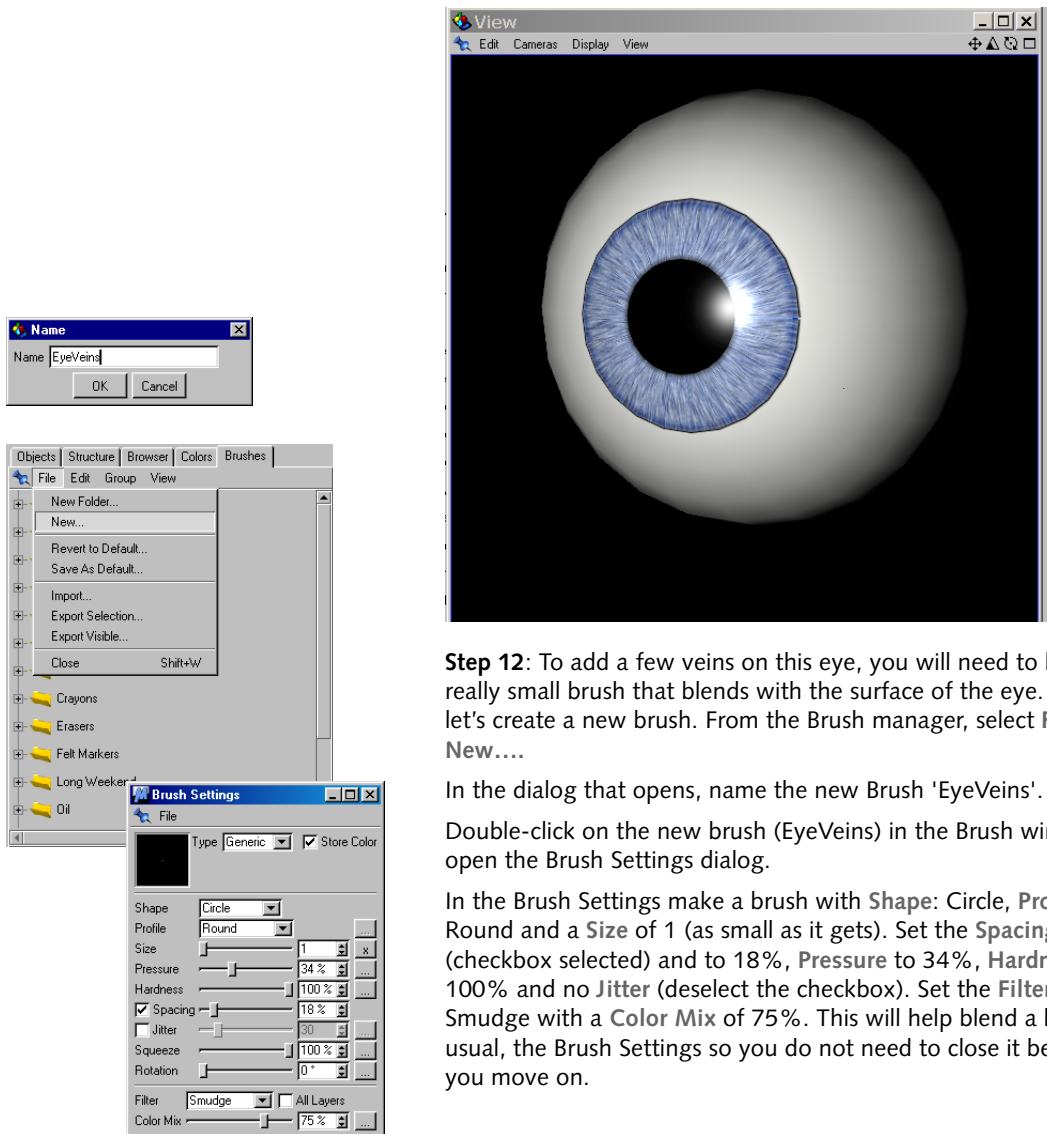 View
Edit Cameras Display View
Name
Name EyeVeins
OK Cancel
Objects Structure Browser Colors Brushes
File Edit Group View
New Folder...
New...
Revert to Default...
Save As Default...
Import...
Export Selection...
Export Visible...
Close Shift+W
Crayons
Erasers
Felt Markers
Long Weekend
Oil
Brush Settings
File
Type Generic Store Color
Shape Circle
Profile Round ...
Size 1 x
Pressure 34 % ...
Hardness 100 % ...
Spacing 18 %
Jitter 30 ...
Squeeze 100 % ...
Rotation 0 ° ...
Filter Smudge All Layers
Color Mix 75 % ...
Step 12: To add a few veins on this eye, you will need to
really small brush that blends with the surface of the eye.
let's create a new brush. From the Brush manager, select
New....
In the dialog that opens, name the new Brush 'EyeVeins'.
Double-click on the new brush (EyeVeins) in the Brush
open the Brush Settings dialog.
In the Brush Settings make a brush with Shape: Circle,
Round and a Size of 1 (as small as it gets). Set the Spacing
(checkbox selected) and to 18%, Pressure to 34%,
100% and no Jitter (deselect the checkbox). Set the Filter
Smudge with a Color Mix of 75%. This will help blend a
usual, the Brush Settings so you do not need to close it
you move on.